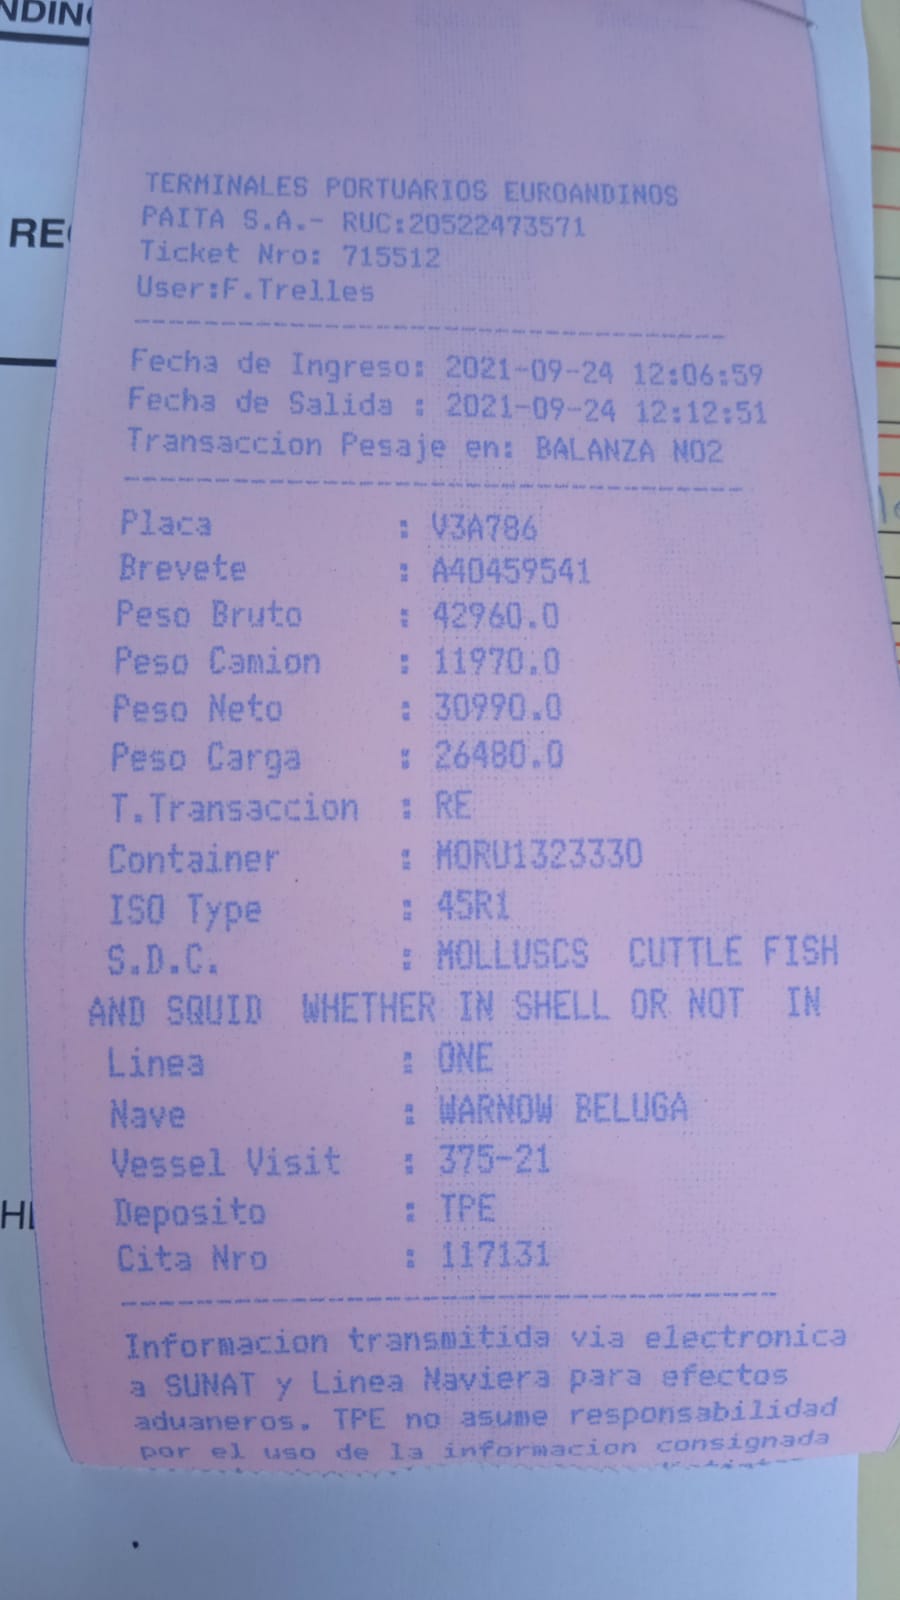 NDING
RE
TERMINALES PORTUARIOS EUROANDINOS
PAITA S.A.- RUC:20522473571
Ticket Nro: 715512
User:F.Trelles
Fecha de Ingreso: 2021-09-24 12:06:59
Fecha de Salida : 2021-09-24 12:12:51
Transaccion Pesaje en: BALANZA NO2
Placa : V3A786
Brevete : A40459541
Peso Bruto : 42960.0
Peso Camion : 11970.0
Peso Neto : 30990.0
Peso Carga : 26480.0
T.Transaccion : RE
Container : MORU1323330
ISO Type : 45R1
S.D.C. : MOLLUSCS CUTTLE FISH
AND SQUID WHETHER IN SHELL OR NOT IN
Linea : ONE
Nave : WARNOW BELUGA
Vessel Visit : 375-21
Deposito : TPE
Cita Nro : 117131
Informacion transmitida via electronica
a SUNAT y Linea Naviera para efectos
aduaneros. TPE no asume responsabilidad
por el uso de la informacion consignada